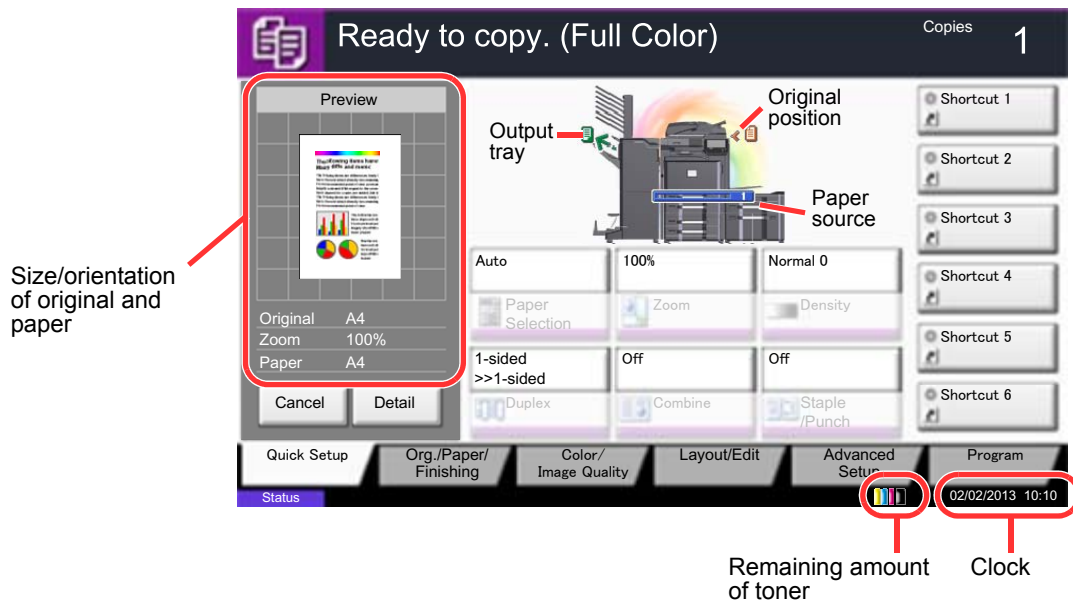 Ready to copy. (Full Color)
Copies
1
Preview
Original A4
Zoom 100%
Paper A4
Cancel
Detail
Size/orientation
of original and
paper
Output
tray
Original
position
Paper
source
1
Auto
Paper
Selection
100%
Zoom
Normal 0
Density
1-sided
>>1-sided
Duplex
Off
Combine
Off
Staple
/Punch
Shortcut 1
Shortcut 2
Shortcut 3
Shortcut 4
Shortcut 5
Shortcut 6
Quick Setup
Org./Paper/
Finishing
Color/
Image Quality
Layout/Edit
Advanced
Setup
Program
Status
02/02/2013 10:10
Remaining amount
of toner
Clock